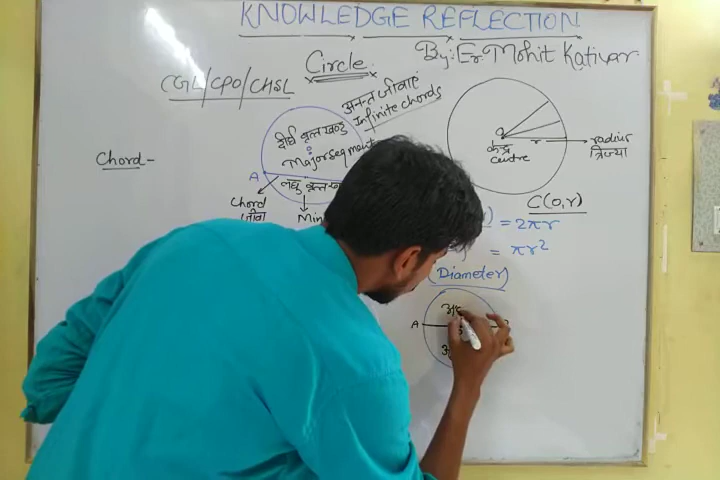 KNOWLEDGE REFLECTION
By:- Er. Mohit Katiyar
Circle
CGL/CPO/CHSL
अनन्त जीवाएं
Infinite chords
दीर्घ वृत्तखण्ड
Major segment
Chord -
A
लघु वृत्तख
Chord
जीवा
Min
O
केन्द्र
centre
r
radius
त्रिज्या
C(O,r)
= 2πr
= πr²
(Diameter)
A